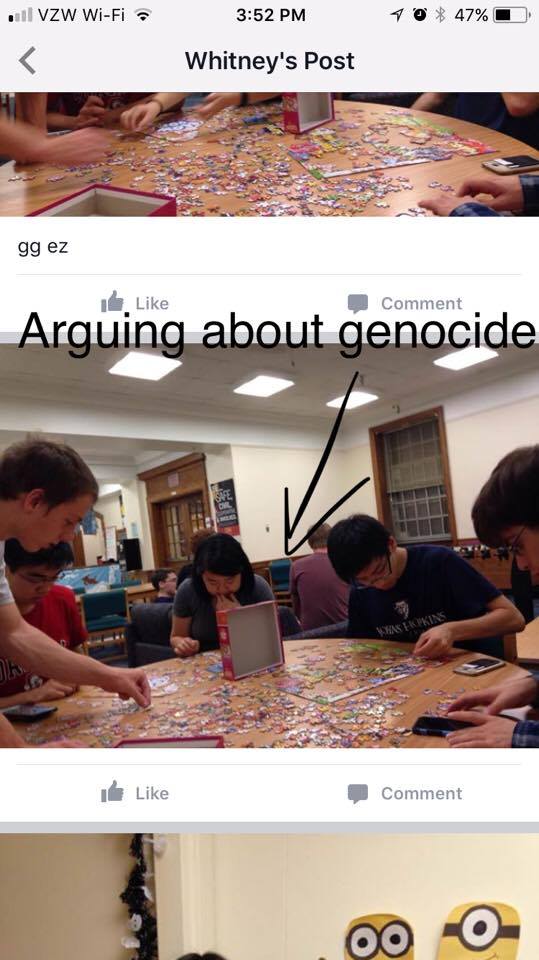 VZW Wi-Fi
3:52 PM
47%
Whitney's Post
gg ez
Like
Comment
Arguing about genocide
SAFE,
CIVIL,
JOHNS HOPKINS
Like
Comment